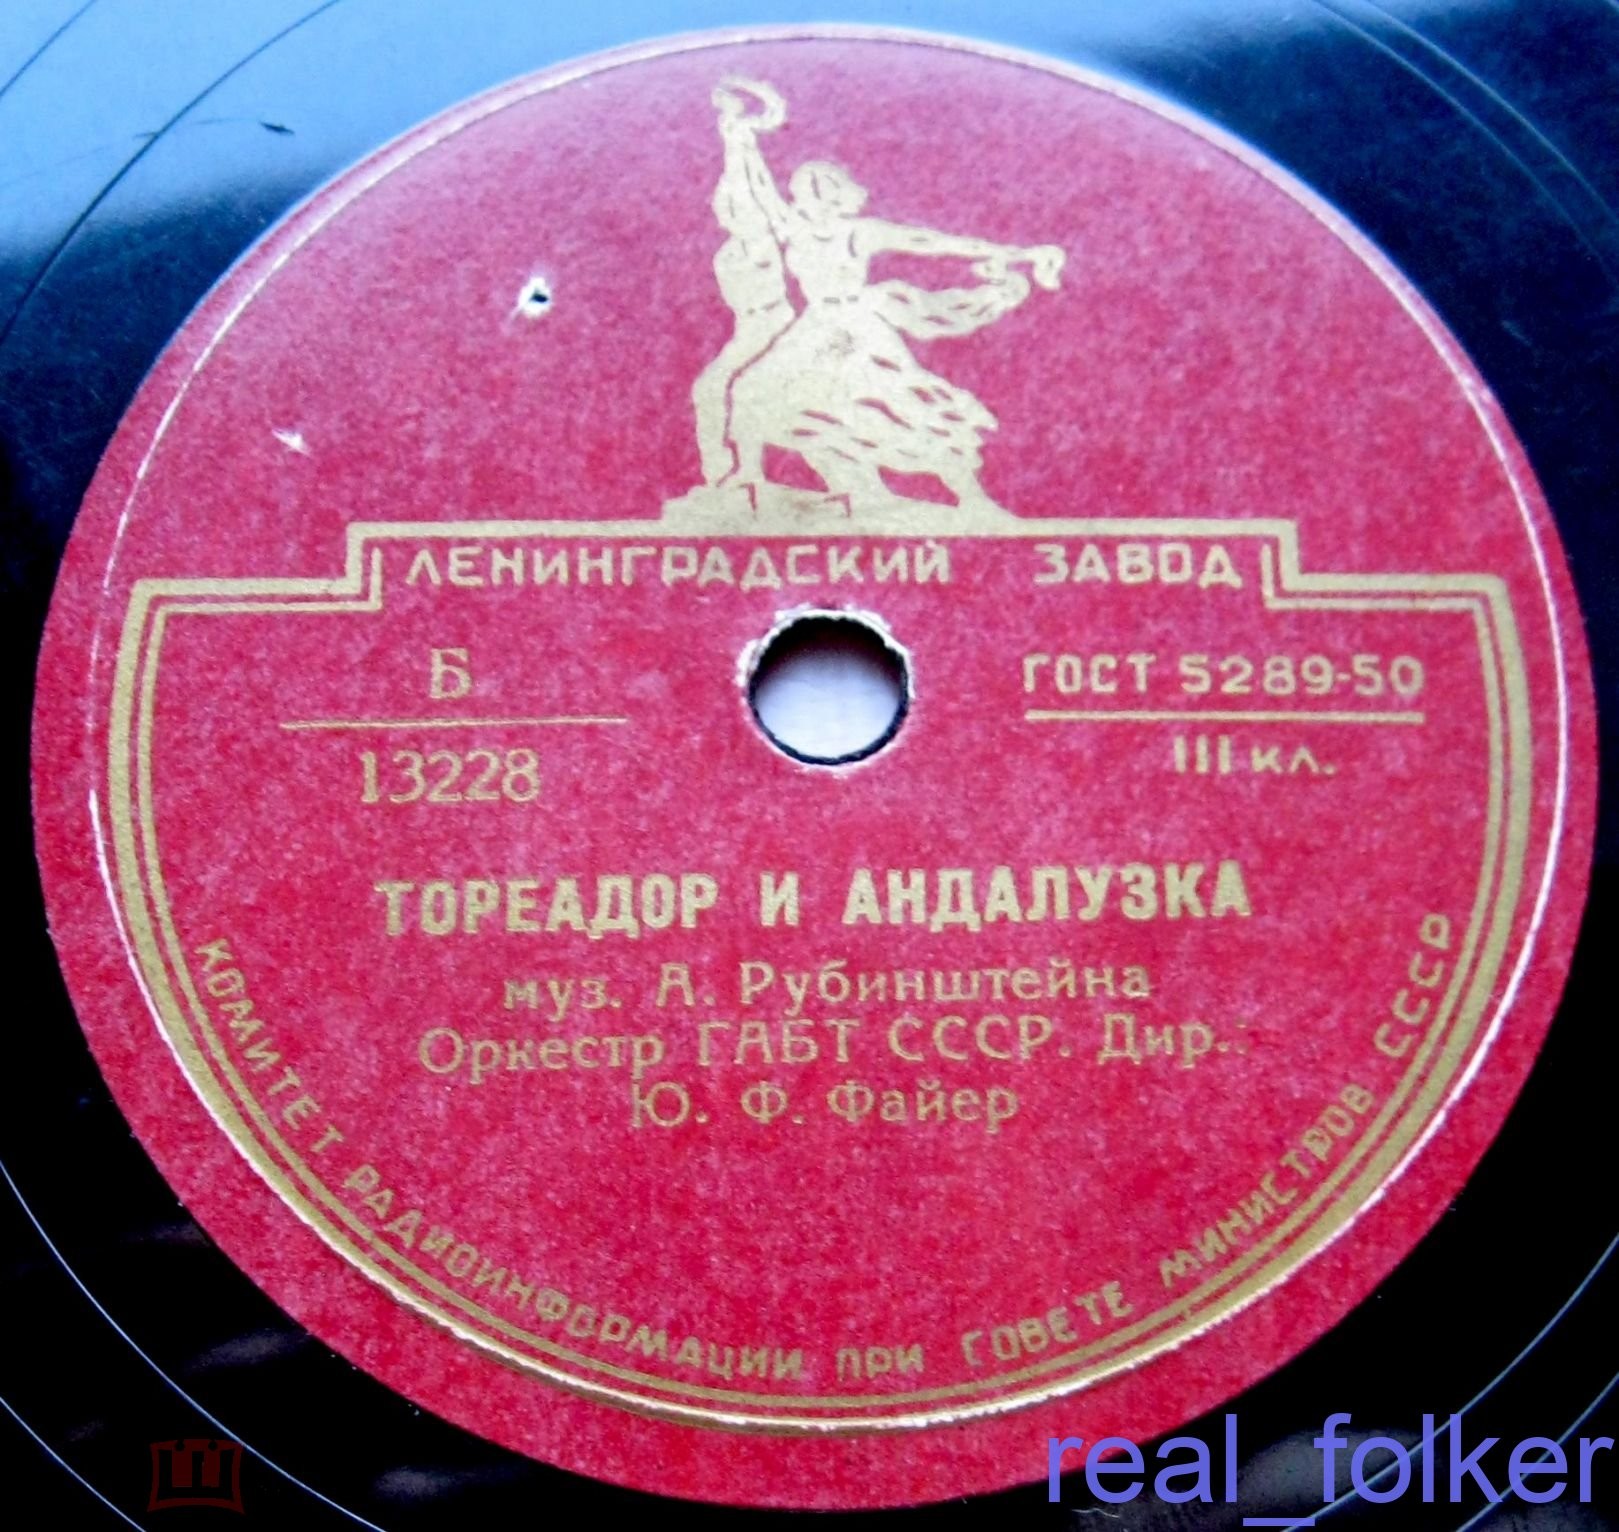 ЛЕНИНГРАДСКИЙ ЗАВОД
Б
13228
ГОСТ 5289-50
III кл.
ТОРЕАДОР И АНДАЛУЗКА
муз. А. Рубинштейна
Оркестр ГАБТ СССР. Дир.:
Ю. Ф. Файер
КОМИТЕТ РАДИОИНФОРМАЦИИ ПРИ СОВЕТЕ МИНИСТРОВ СССР
real_folker